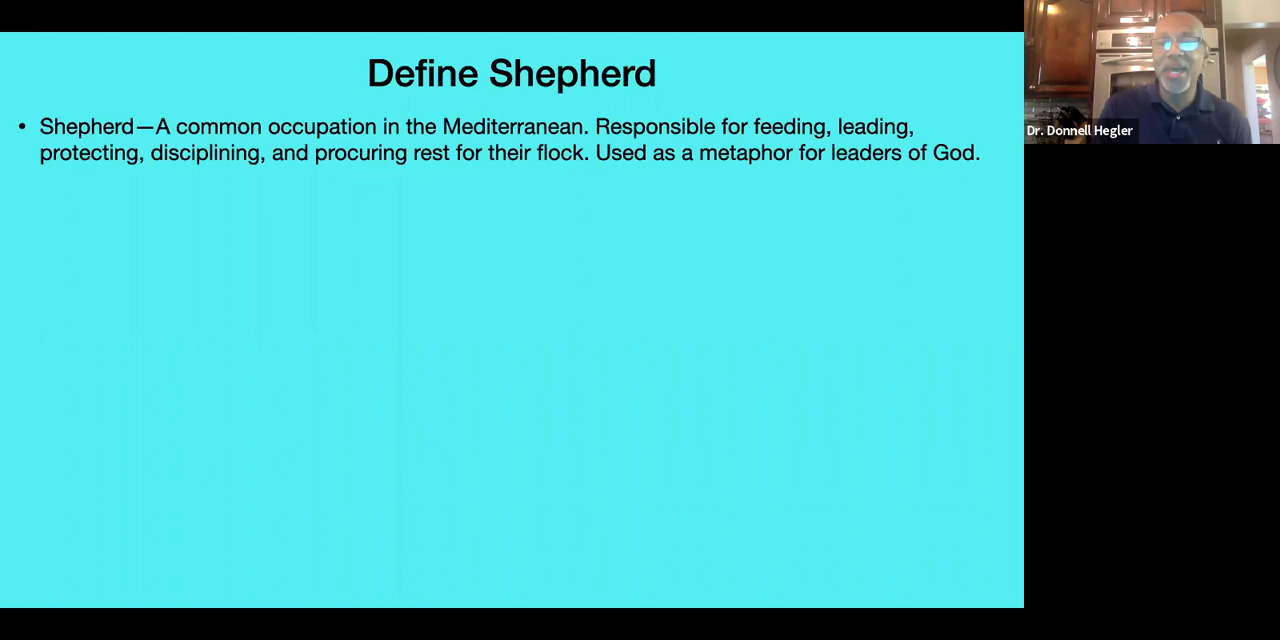 Define Shepherd
• Shepherd—A common occupation in the Mediterranean. Responsible for feeding, leading,
protecting, disciplining, and procuring rest for their flock. Used as a metaphor for leaders of God.
Dr. Donnell Hegler